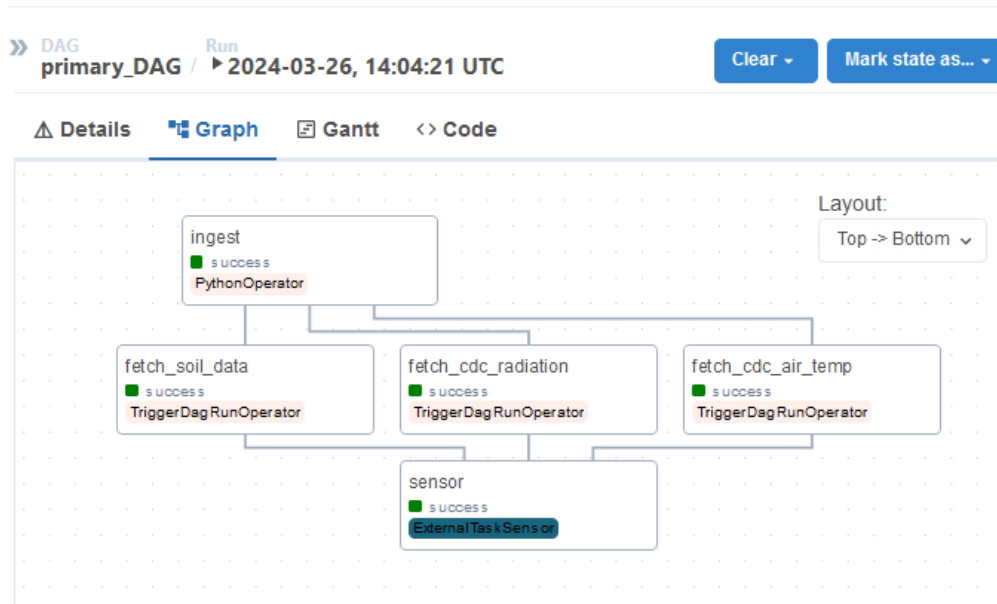 DAG
Run
primary_DAG / 2024-03-26, 14:04:21 UTC
Clear
Mark state as...
Details
Graph
Gantt
<> Code
Layout:
Top -> Bottom
ingest
success
PythonOperator
fetch_soil_data
success
TriggerDagRunOperator
fetch_cdc_radiation
success
TriggerDagRunOperator
fetch_cdc_air_temp
success
TriggerDagRunOperator
sensor
success
ExternalTaskSensor